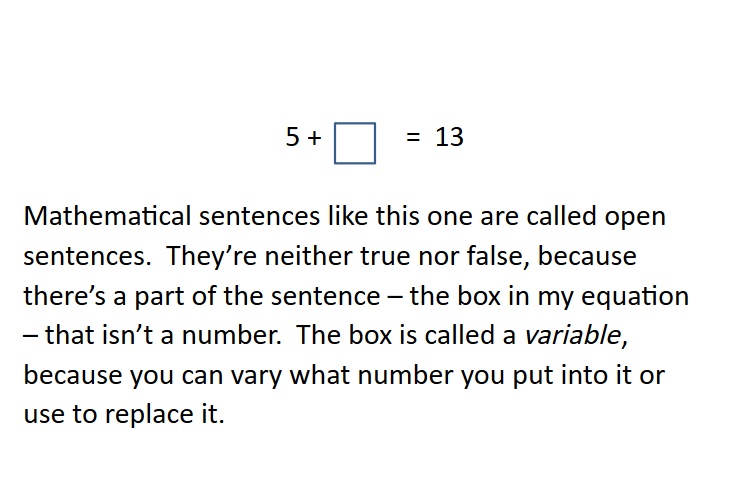 5 + = 13
Mathematical sentences like this one are called open
sentences.  They’re neither true nor false, because
there’s a part of the sentence – the box in my equation
– that isn’t a number.  The box is called a variable,
because you can vary what number you put into it or
use to replace it.